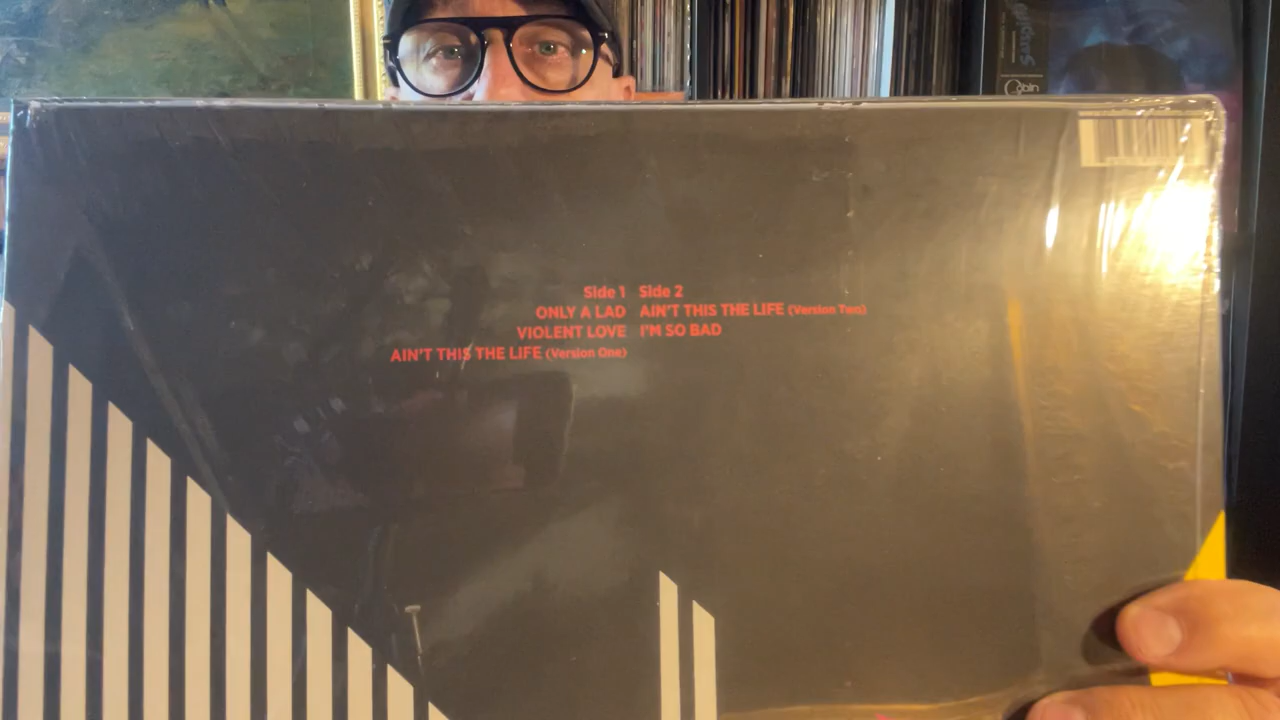 Goblin
Side 1 Side 2
ONLY A LAD AIN'T THIS THE LIFE (Version Two)
VIOLENT LOVE I'M SO BAD
AIN'T THIS THE LIFE (Version One)